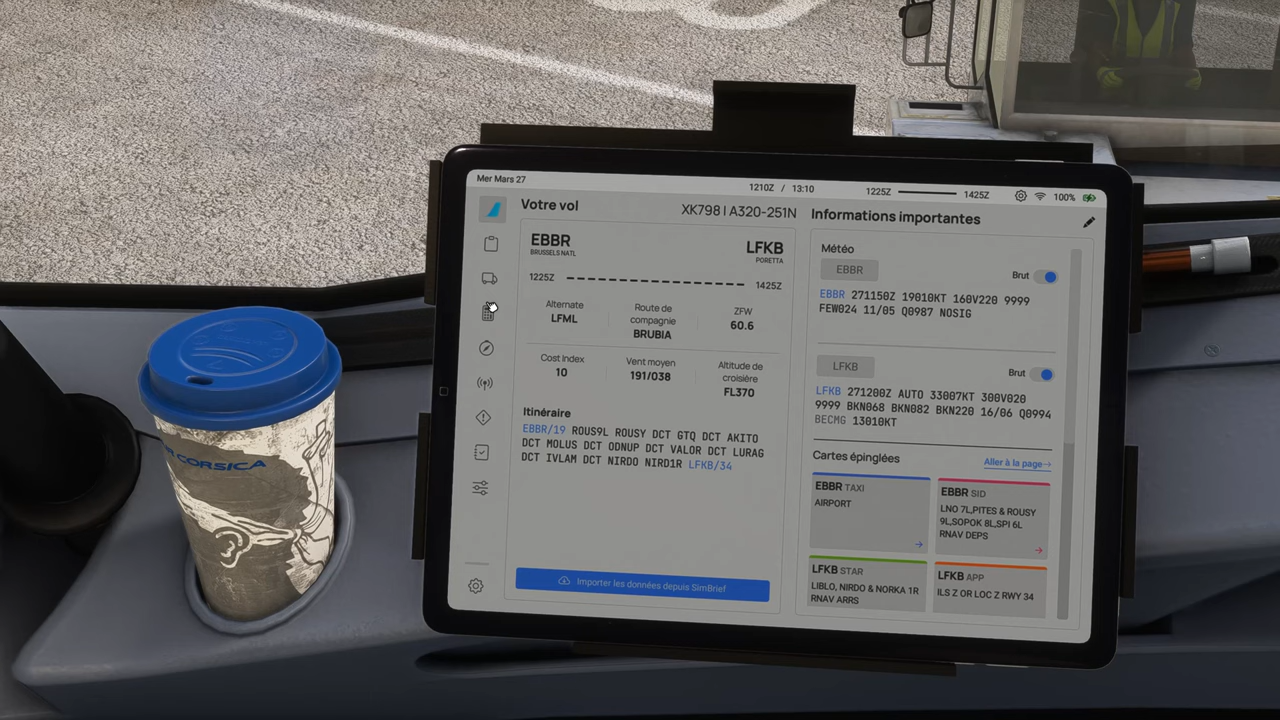 Mer Mars 27
1210Z / 13:10
1225Z
1425Z
100%
Votre vol
XK798 | A320-251N
EBBR
BRUSSELS NATL
LFKB
PORETTA
1225Z
1425Z
Alternate
LFML
Route de
compagnie
BRUBIA
ZFW
60.6
Cost Index
10
Vent moyen
191/038
Altitude de
croisière
FL370
Itinéraire
EBBR/19 ROUS9L ROUSY DCT GTQ DCT AKITO
DCT MOLUS DCT ODNUP DCT VALOR DCT LURAG
DCT IVLAM DCT NIRDO NIRD1R LFKB/34
Importer les données depuis SimBrief
Informations importantes
Météo
EBBR
Brut
EBBR 271150Z 19010KT 160V220 9999
FEW024 11/05 Q0987 NOSIG
LFKB
Brut
LFKB 271200Z AUTO 33007KT 300V020
9999 BKN068 BKN082 BKN220 16/06 Q0994
BECMG 13010KT
Cartes épinglées
Aller à la page→
EBBR TAXI
AIRPORT
EBBR SID
LNO 7L,PITES & ROUSY
9L,SOPOK 8L,SPI 6L
RNAV DEPS
LFKB STAR
LIBLO, NIRDO & NORKA 1R
RNAV ARRS
LFKB APP
ILS Z OR LOC Z RWY 34
CORSICA